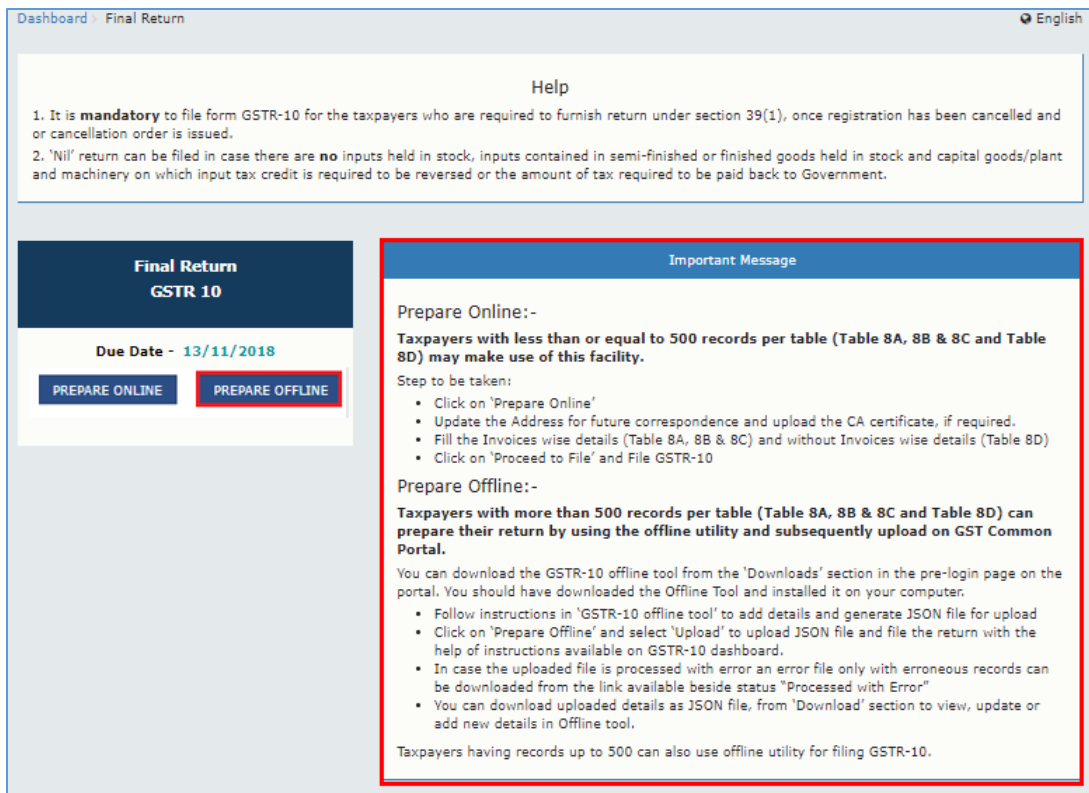 Dashboard > Final Return
English
Help
1. It is mandatory to file form GSTR-10 for the taxpayers who are required to furnish return under section 39(1), once registration has been cancelled and
or cancellation order is issued.
2. 'Nil' return can be filed in case there are no inputs held in stock, inputs contained in semi-finished or finished goods held in stock and capital goods/plant
and machinery on which input tax credit is required to be reversed or the amount of tax required to be paid back to Government.
Final Return
GSTR 10
Due Date - 13/11/2018
PREPARE ONLINE
PREPARE OFFLINE
Important Message
Prepare Online:-
Taxpayers with less than or equal to 500 records per table (Table 8A, 8B & 8C and Table
8D) may make use of this facility.
Step to be taken:
• Click on 'Prepare Online'
• Update the Address for future correspondence and upload the CA certificate, if required.
• Fill the Invoices wise details (Table 8A, 8B & 8C) and without Invoices wise details (Table 8D)
• Click on 'Proceed to File' and File GSTR-10
Prepare Offline:-
Taxpayers with more than 500 records per table (Table 8A, 8B & 8C and Table 8D) can
prepare their return by using the offline utility and subsequently upload on GST Common
Portal.
You can download the GSTR-10 offline tool from the 'Downloads' section in the pre-login page on the
portal. You should have downloaded the Offline Tool and installed it on your computer.
• Follow instructions in 'GSTR-10 offline tool' to add details and generate JSON file for upload
• Click on 'Prepare Offline' and select 'Upload' to upload JSON file and file the return with the
help of instructions available on GSTR-10 dashboard.
• In case the uploaded file is processed with error an error file only with erroneous records can
be downloaded from the link available beside status "Processed with Error"
• You can download uploaded details as JSON file, from 'Download' section to view, update or
add new details in Offline tool.
Taxpayers having records up to 500 can also use offline utility for filing GSTR-10.